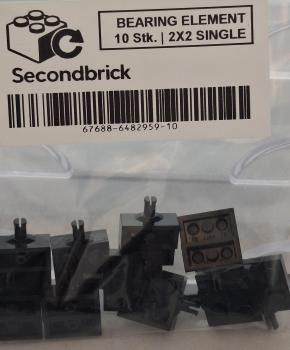 BEARING ELEMENT
10 Stk. | 2X2 SINGLE
Secondbrick
67688-6482959-10